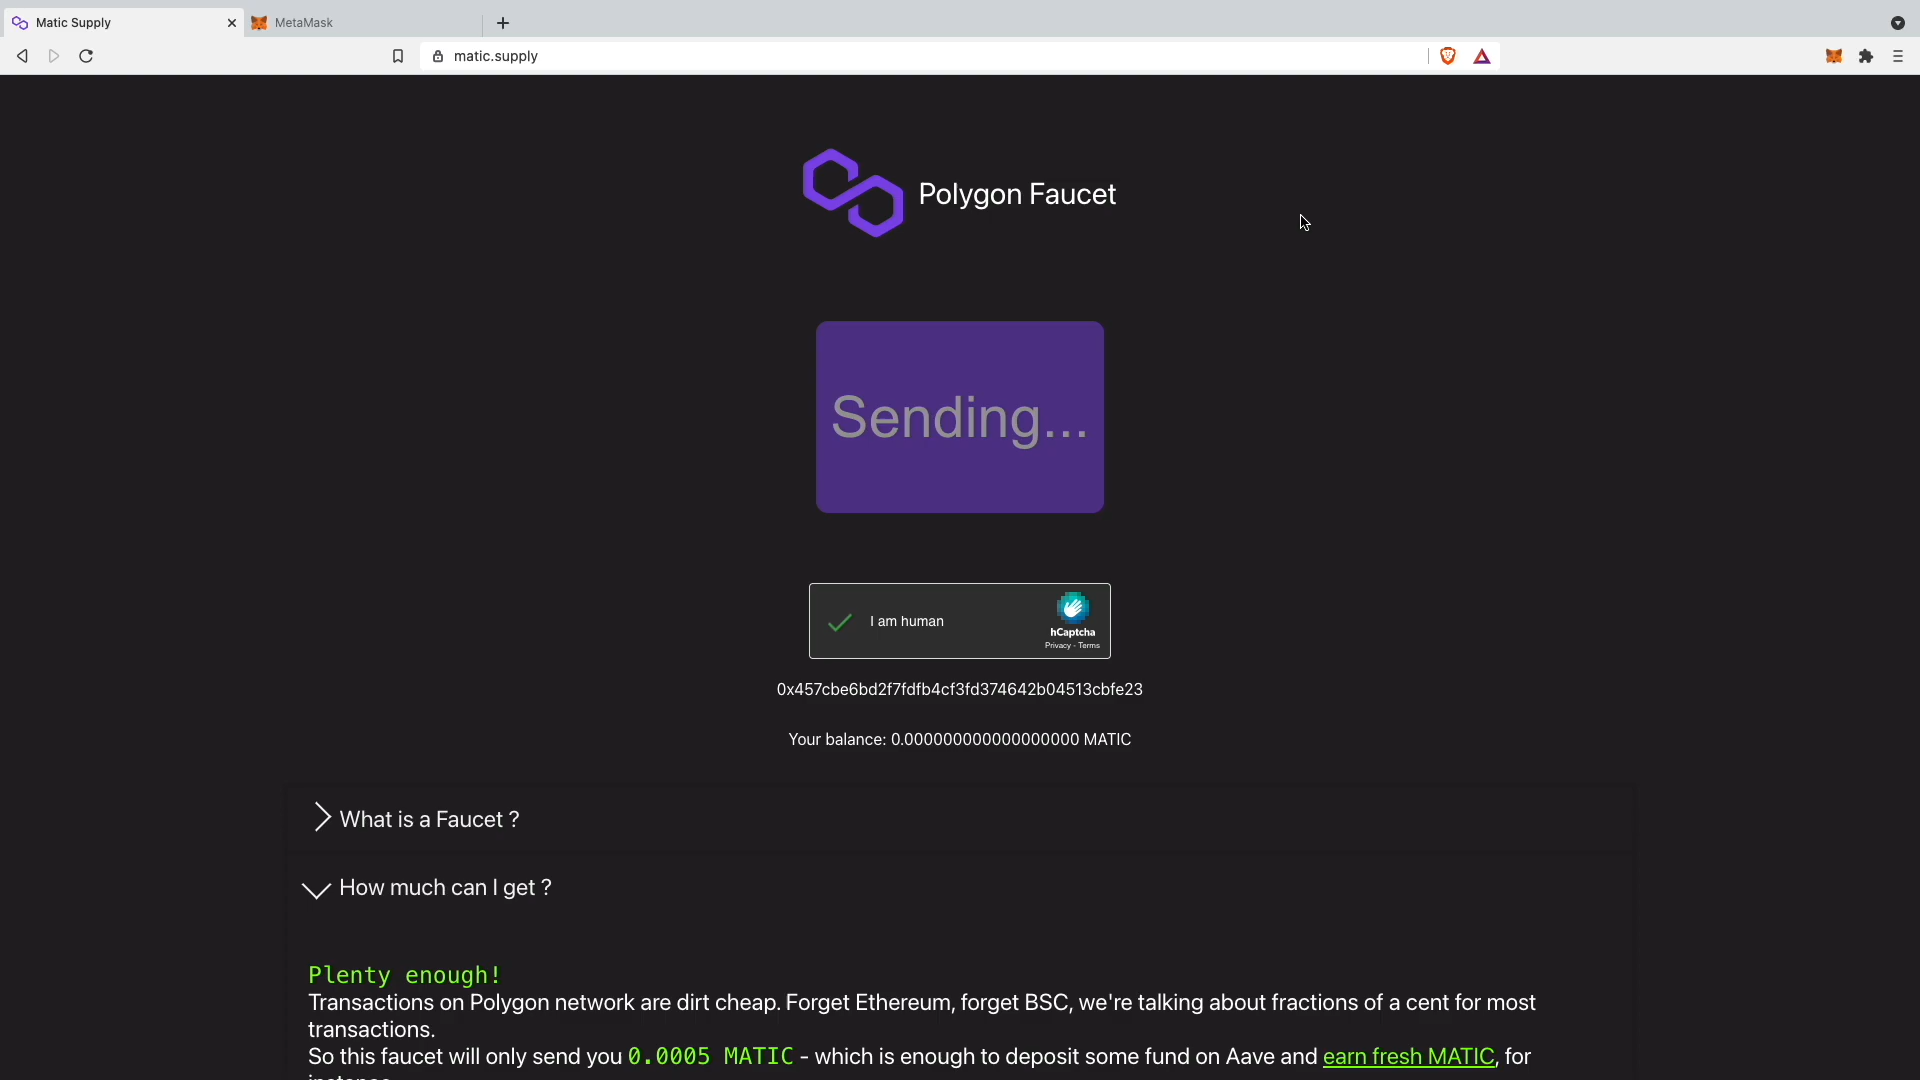 Matic Supply
MetaMask
matic.supply
Polygon Faucet
Sending...
I am human
hCaptcha
Privacy - Terms
0x457cbe6bd2f7fdfb4cf3fd374642b04513cbfe23
Your balance: 0.000000000000000000 MATIC
What is a Faucet ?
How much can I get ?
Plenty enough!
Transactions on Polygon network are dirt cheap. Forget Ethereum, forget BSC, we're talking about fractions of a cent for most
transactions.
So this faucet will only send you 0.0005 MATIC - which is enough to deposit some fund on Aave and earn fresh MATIC, for